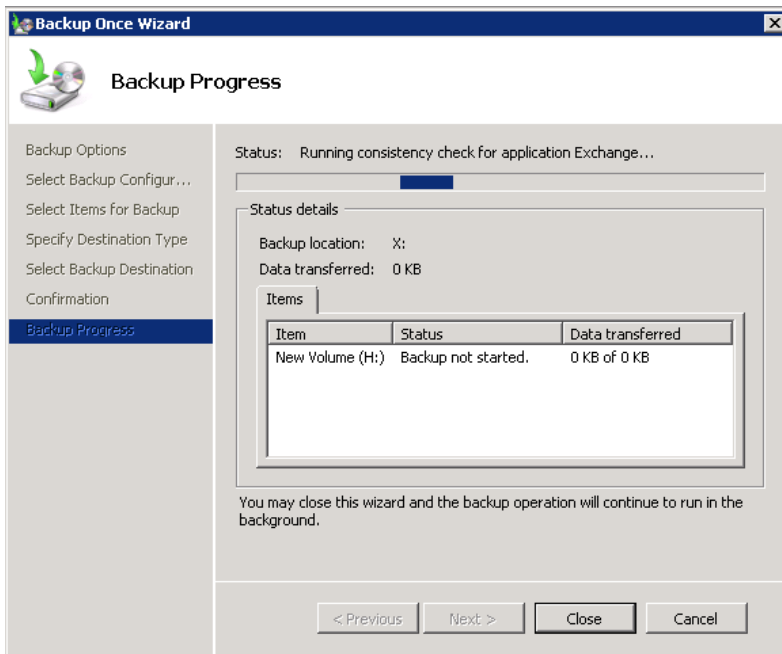 Backup Once Wizard
Backup Progress
Backup Options
Select Backup Configur...
Select Items for Backup
Specify Destination Type
Select Backup Destination
Confirmation
Backup Progress
Status: Running consistency check for application Exchange...
Status details
Backup location: X:
Data transferred: 0 KB
Items
Item Status Data transferred
New Volume (H:) Backup not started. 0 KB of 0 KB
You may close this wizard and the backup operation will continue to run in the
background.
< Previous Next > Close Cancel